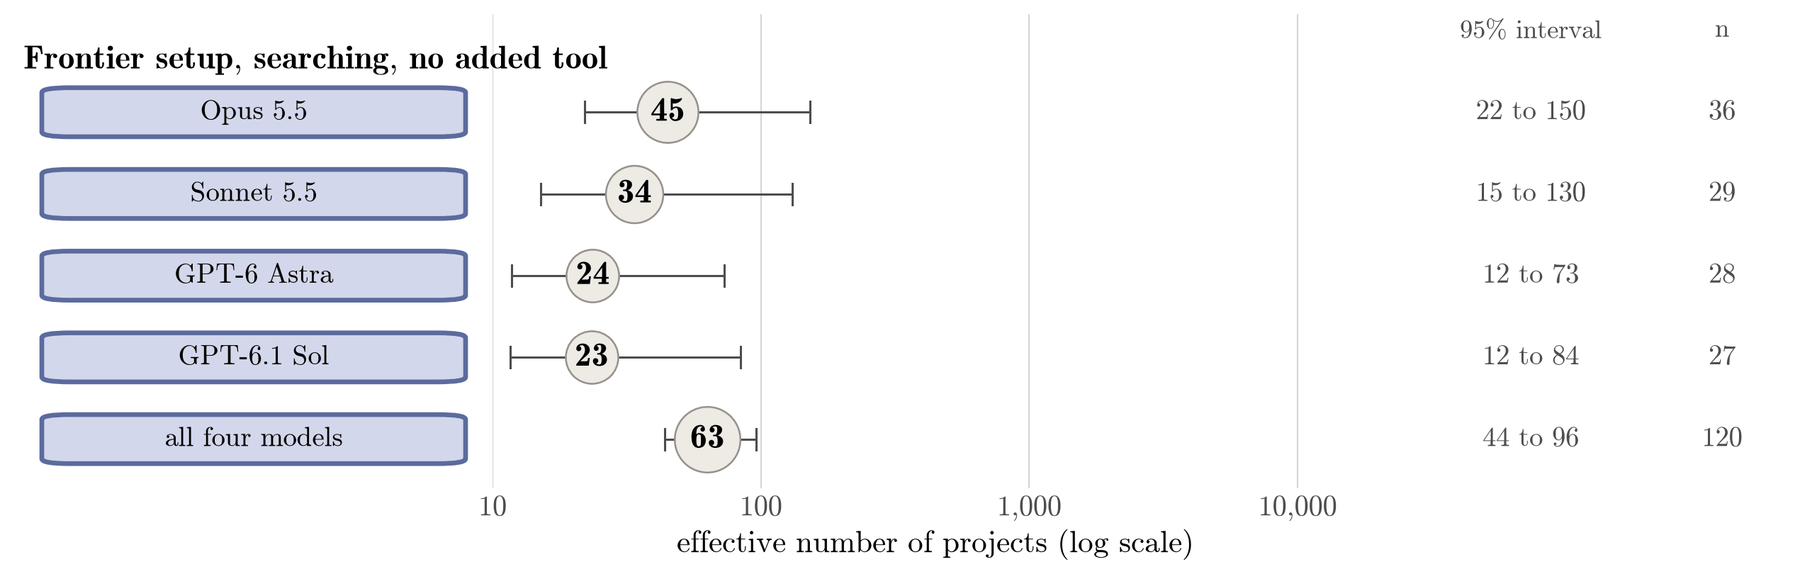 95% interval n
Frontier setup, searching, no added tool
Opus 5.5 45 22 to 150 36
Sonnet 5.5 34 15 to 130 29
GPT-6 Astra 24 12 to 73 28
GPT-6.1 Sol 23 12 to 84 27
all four models 63 44 to 96 120
10 100 1,000 10,000
effective number of projects (log scale)